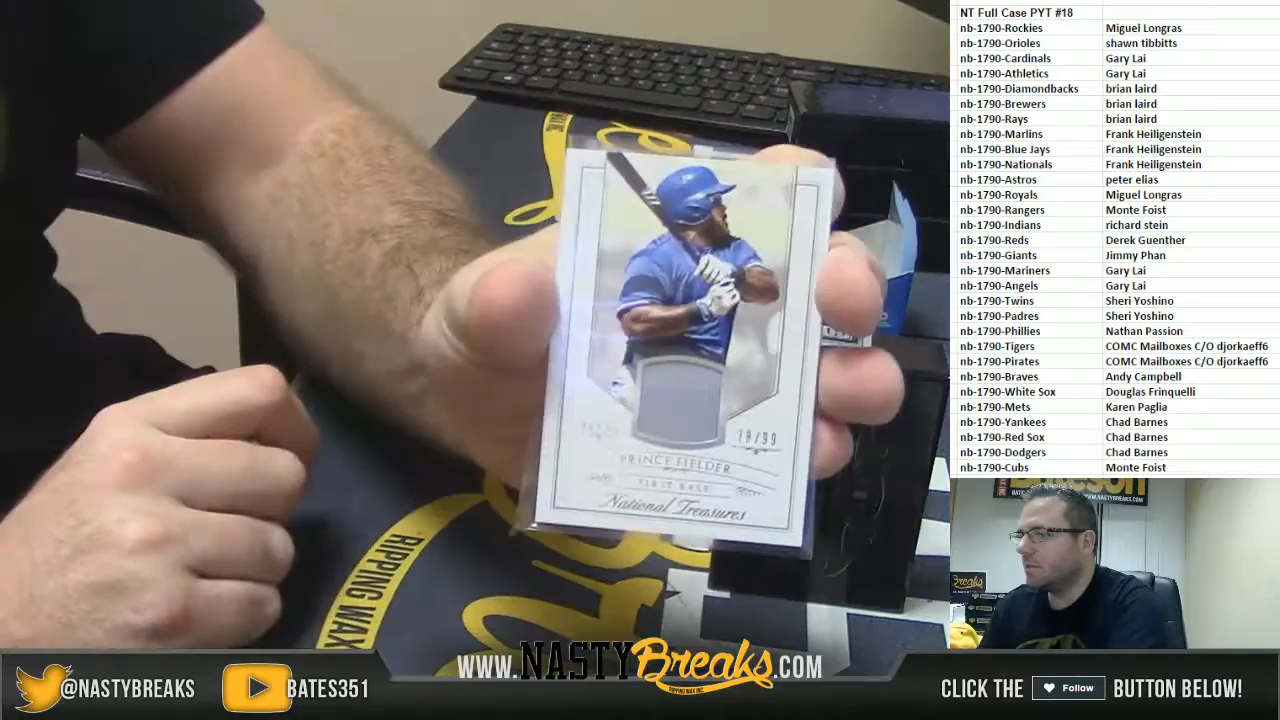 NT Full Case PYT #18
nb-1790-Rockies Miguel Longras
nb-1790-Orioles shawn tibbitts
nb-1790-Cardinals Gary Lai
nb-1790-Athletics Gary Lai
nb-1790-Diamondbacks brian laird
nb-1790-Brewers brian laird
nb-1790-Rays brian laird
nb-1790-Marlins Frank Heiligenstein
nb-1790-Blue Jays Frank Heiligenstein
nb-1790-Nationals Frank Heiligenstein
nb-1790-Astros peter elias
nb-1790-Royals Miguel Longras
nb-1790-Rangers Monte Foist
nb-1790-Indians richard stein
nb-1790-Reds Derek Guenther
nb-1790-Giants Jimmy Phan
nb-1790-Mariners Gary Lai
nb-1790-Angels Gary Lai
nb-1790-Twins Sheri Yoshino
nb-1790-Padres Sheri Yoshino
nb-1790-Phillies Nathan Passion
nb-1790-Tigers COMC Mailboxes C/O djorkaeff6
nb-1790-Pirates COMC Mailboxes C/O djorkaeff6
nb-1790-Braves Andy Campbell
nb-1790-White Sox Douglas Frinquelli
nb-1790-Mets Karen Paglia
nb-1790-Yankees Chad Barnes
nb-1790-Red Sox Chad Barnes
nb-1790-Dodgers Chad Barnes
nb-1790-Cubs Monte Foist
79/99
PRINCE FIELDER
FIRST BASE
National Treasures
RIPPING WAX
Breaks
WWW.NASTYBREAKS.COM
@NASTYBREAKS
BATES351
WWW.NASTYBreaks.COM
RIPPING WAX INC
CLICK THE Follow BUTTON BELOW!